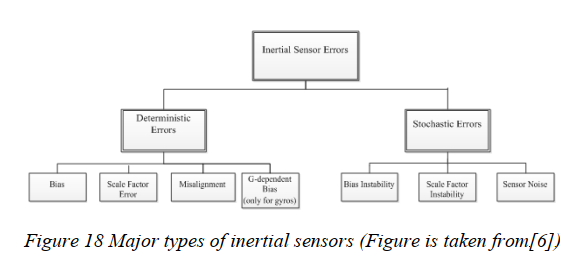 Inertial Sensor Errors
Deterministic
Errors
Stochastic Errors
Bias
Scale Factor
Error
Misalignment
G-dependent
Bias
(only for gyros)
Bias Instability
Scale Factor
Instability
Sensor Noise
Figure 18 Major types of inertial sensors (Figure is taken from[6])